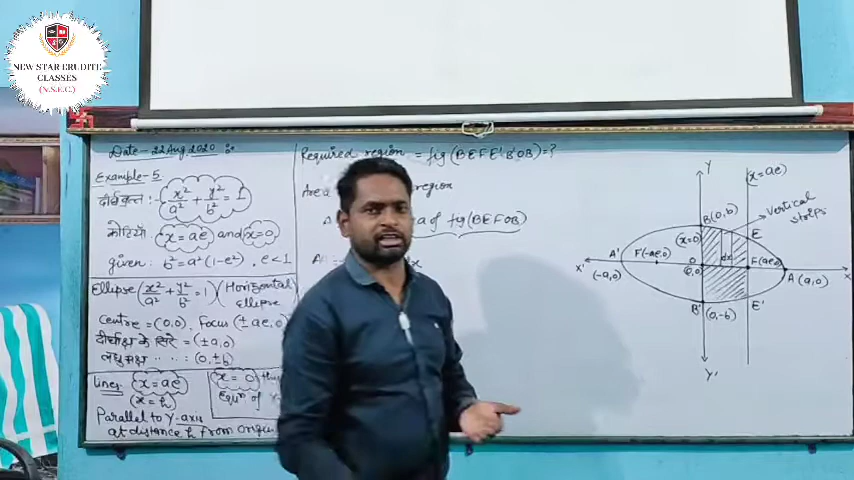 NEW STAR ERUDITE
CLASSES
(N.S.E.C.)
Date- 22 Aug. 2020
Example-5
दीर्घवृत्त :- x²/a² + y²/b² = 1
कोटियाँ x = ae and x = 0
given: b² = a²(1-e²), e<1
Ellipse (x²/a² + y²/b² = 1) (Horizontal
Ellipse
Centre = (0,0), Focus (±ae,0)
दीर्घाक्ष के सिरे = (±a,0)
लघुअक्ष .. .. : (0,±b)
Lines x = ae
x = h
Parallel to Y-axis
at distance h from
x = 0
Equⁿ of
Required region = fig (BEFE'B'OB) = ?
Area region
of fig (BEFOB)
dx
Y
(x=ae)
Vertical
strips
B(0,b)
E
(x=0)
dx
A'
F(-ae,0)
O
(0,0)
F(ae,0)
X'
X
(-a,0)
A (a,0)
B'
(0,-b)
E'
Y'